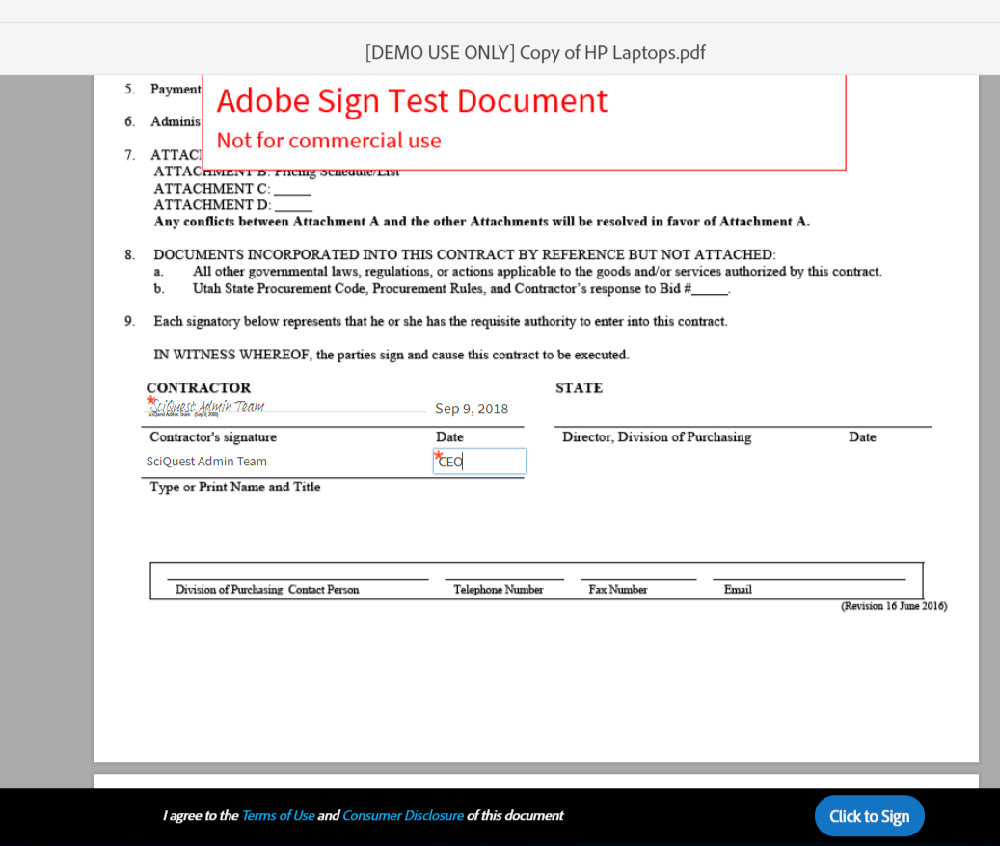 [DEMO USE ONLY] Copy of HP Laptops.pdf
Adobe Sign Test Document
Not for commercial use
5. Payment
6. Adminis
7. ATTAC
ATTACHMENT B: Pricing Schedule/List
ATTACHMENT C: _____
ATTACHMENT D: _____
Any conflicts between Attachment A and the other Attachments will be resolved in favor of Attachment A.
8. DOCUMENTS INCORPORATED INTO THIS CONTRACT BY REFERENCE BUT NOT ATTACHED:
a. All other governmental laws, regulations, or actions applicable to the goods and/or services authorized by this contract.
b. Utah State Procurement Code, Procurement Rules, and Contractor's response to Bid #_____.
9. Each signatory below represents that he or she has the requisite authority to enter into this contract.
IN WITNESS WHEREOF, the parties sign and cause this contract to be executed.
CONTRACTOR STATE
*SciQuest Admin Team
SciQuest Admin Team (Sep 9, 2018)
Sep 9, 2018
Contractor's signature Date Director, Division of Purchasing Date
SciQuest Admin Team *CEO
Type or Print Name and Title
Division of Purchasing Contact Person Telephone Number Fax Number Email
(Revision 16 June 2016)
I agree to the Terms of Use and Consumer Disclosure of this document Click to Sign